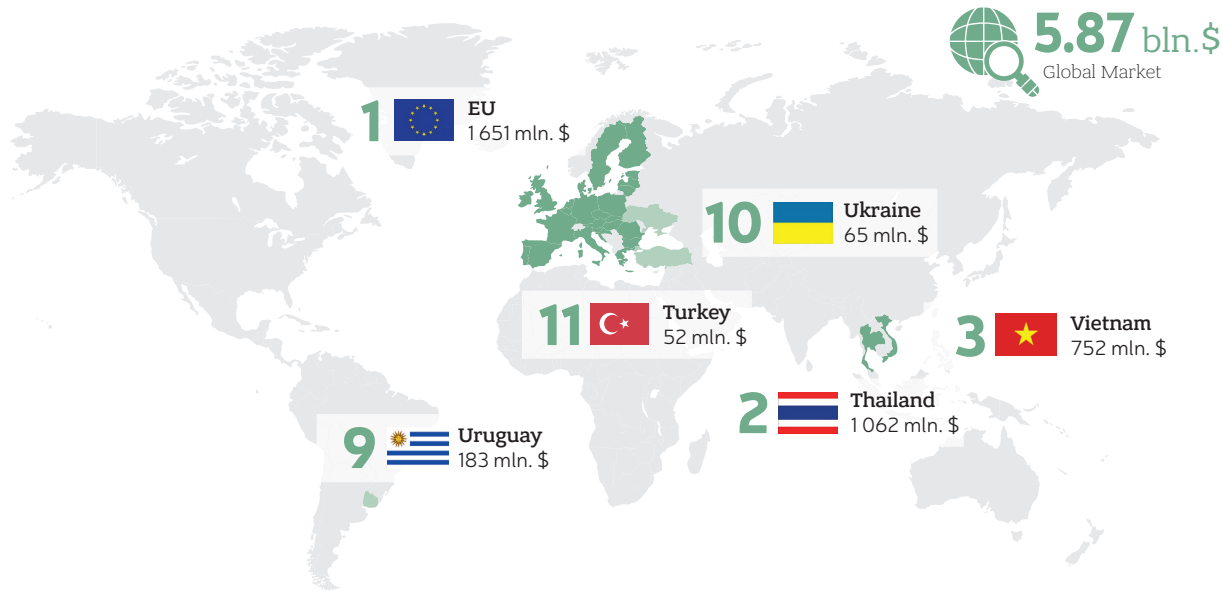 5.87 bln.$
Global Market
1
EU
1 651 mln. $
10
Ukraine
65 mln. $
11
Turkey
52 mln. $
3
Vietnam
752 mln. $
2
Thailand
1 062 mln. $
9
Uruguay
183 mln. $